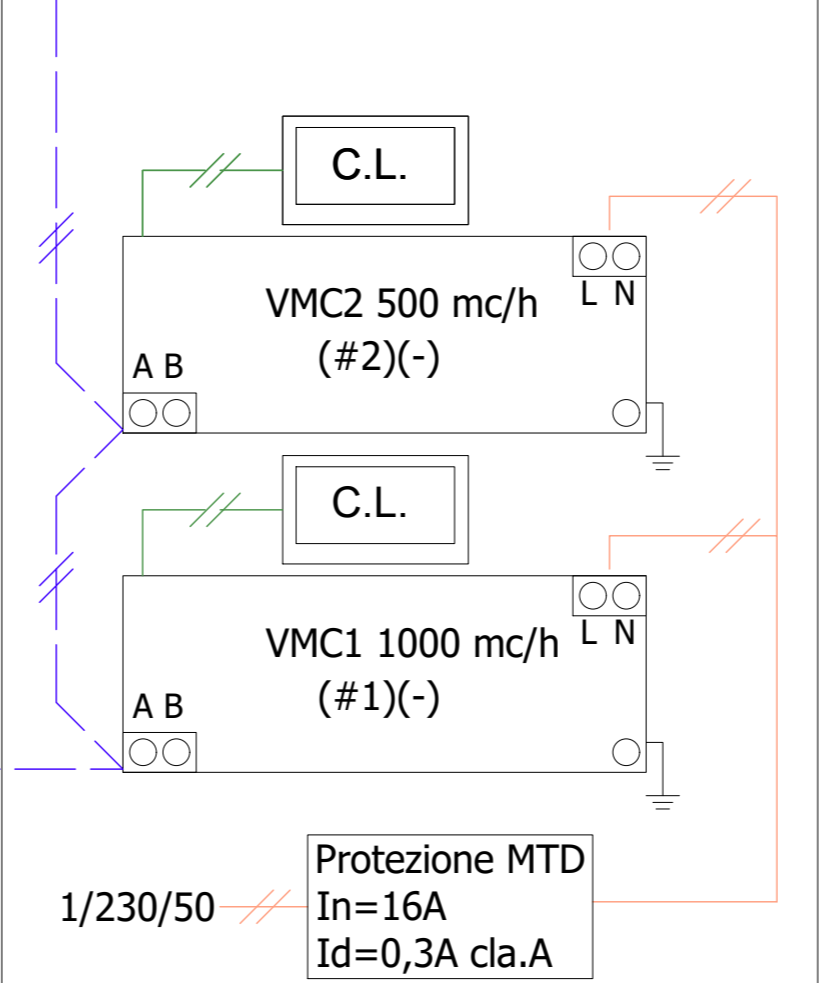 C.L.
VMC2 500 mc/h
L N
(#2)(-)
A B
C.L.
VMC1 1000 mc/h
L N
(#1)(-)
A B
Protezione MTD
1/230/50
In=16A
Id=0,3A cla.A